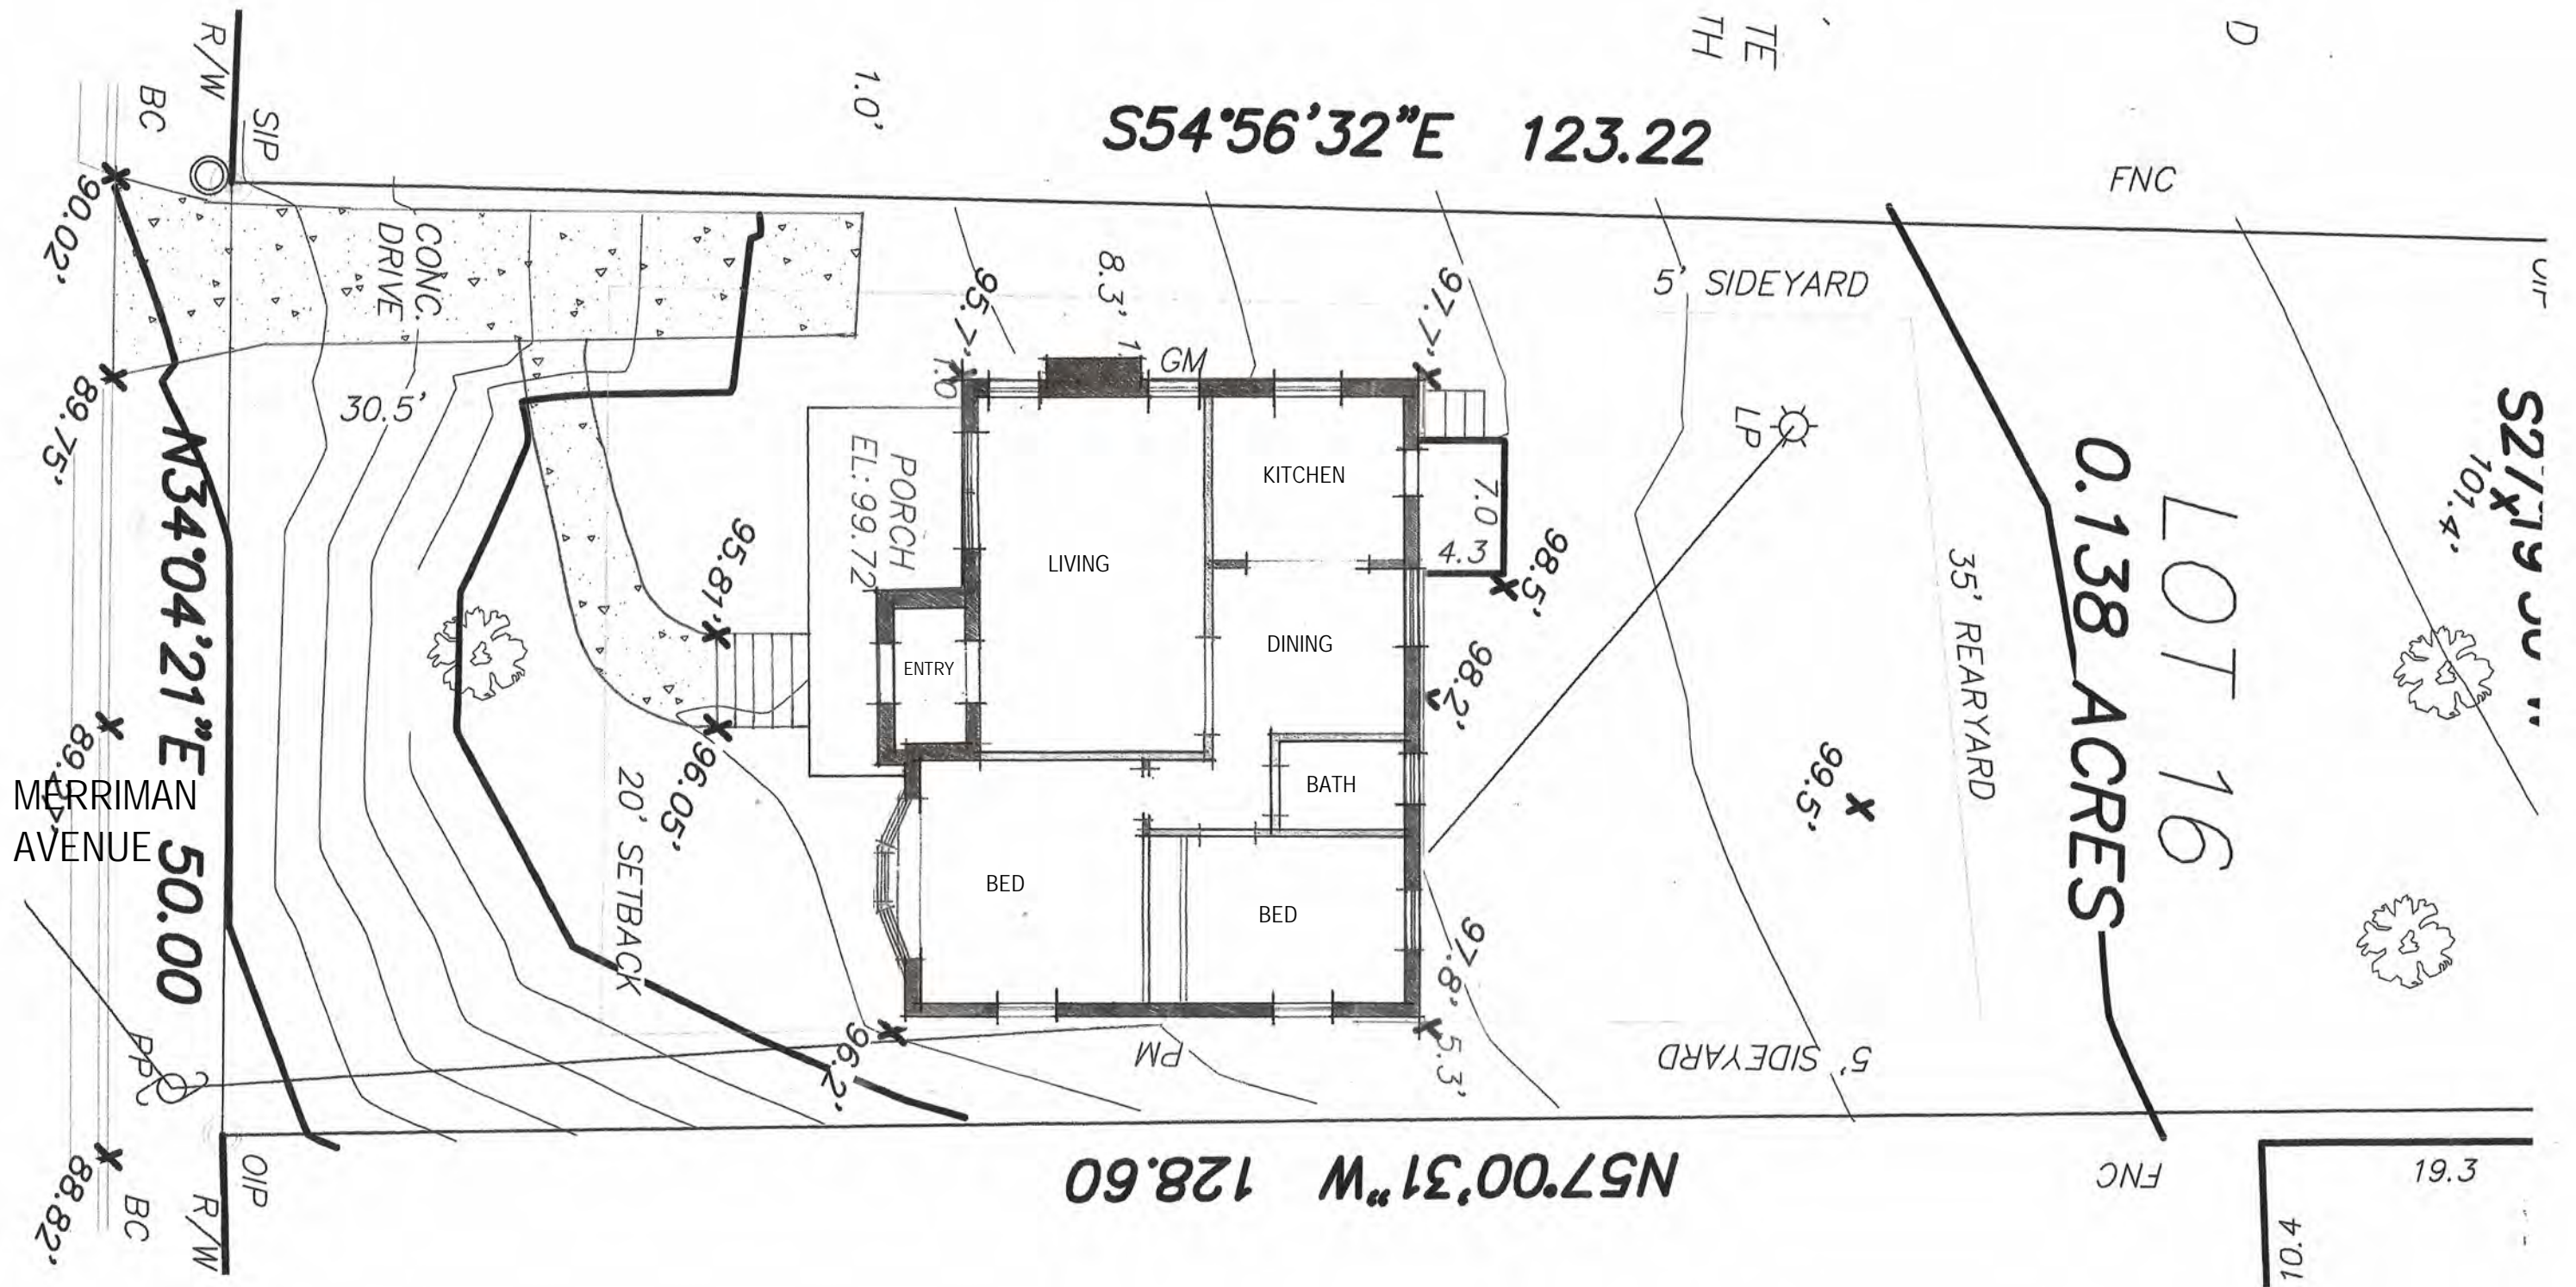 TE
TH
D
R/W
SIP
BC
1.0'
S54°56'32"E 123.22
FNC
90.02'
CONC.
DRIVE
95.7'
8.3'
97.7'
5' SIDEYARD
GM
1.0
89.75'
30.5'
PORCH
EL: 99.72
LP
KITCHEN
7.0
4.3
98.5'
LIVING
95.81'
DINING
ENTRY
98.2'
35' REARYARD
0.138 ACRES
LOT 16
101.4'
N34°04'21"E 50.00
MERRIMAN
AVENUE
96.05'
20' SETBACK
BATH
99.5'
BED
BED
97.8'
5.3'
96.2'
PM
5' SIDEYARD
PP
OIP
88.82'
BC
R/W
N57°00'31"W 128.60
FNC
19.3
10.4